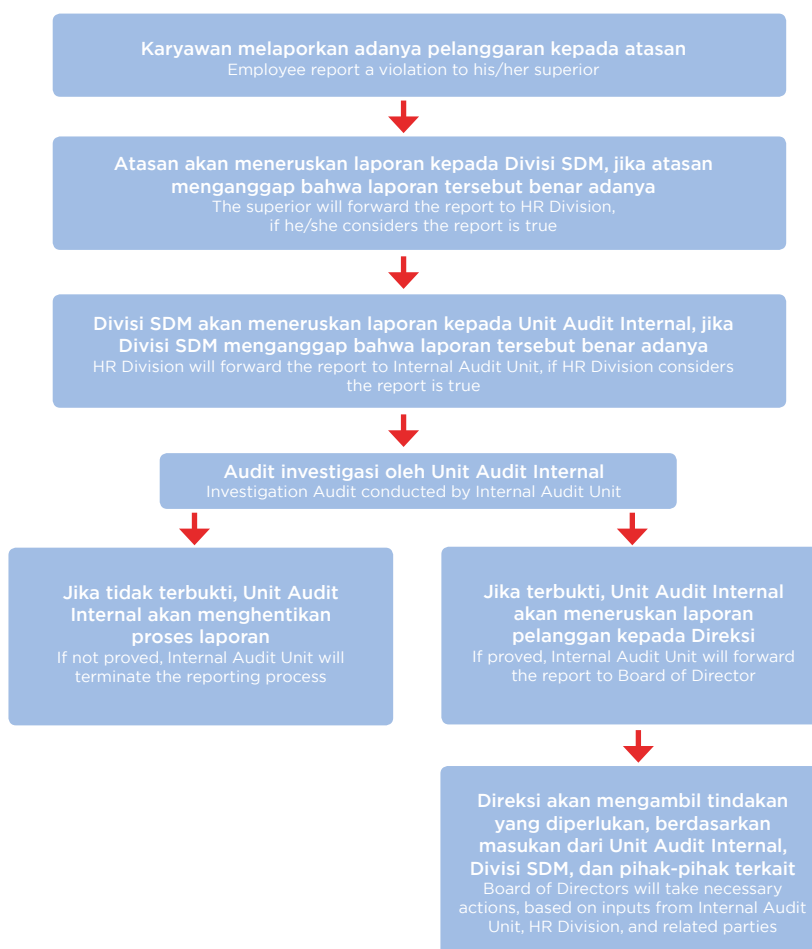 Karyawan melaporkan adanya pelanggaran kepada atasan
Employee report a violation to his/her superior
Atasan akan meneruskan laporan kepada Divisi SDM, jika atasan
menganggap bahwa laporan tersebut benar adanya
The superior will forward the report to HR Division,
if he/she considers the report is true
Divisi SDM akan meneruskan laporan kepada Unit Audit Internal, jika
Divisi SDM menganggap bahwa laporan tersebut benar adanya
HR Division will forward the report to Internal Audit Unit, if HR Division considers
the report is true
Audit investigasi oleh Unit Audit Internal
Investigation Audit conducted by Internal Audit Unit
Jika tidak terbukti, Unit Audit
Internal akan menghentikan
proses laporan
If not proved, Internal Audit Unit will
terminate the reporting process
Jika terbukti, Unit Audit Internal
akan meneruskan laporan
pelanggan kepada Direksi
If proved, Internal Audit Unit will forward
the report to Board of Director
Direksi akan mengambil tindakan
yang diperlukan, berdasarkan
masukan dari Unit Audit Internal,
Divisi SDM, dan pihak-pihak terkait
Board of Directors will take necessary
actions, based on inputs from Internal Audit
Unit, HR Division, and related parties